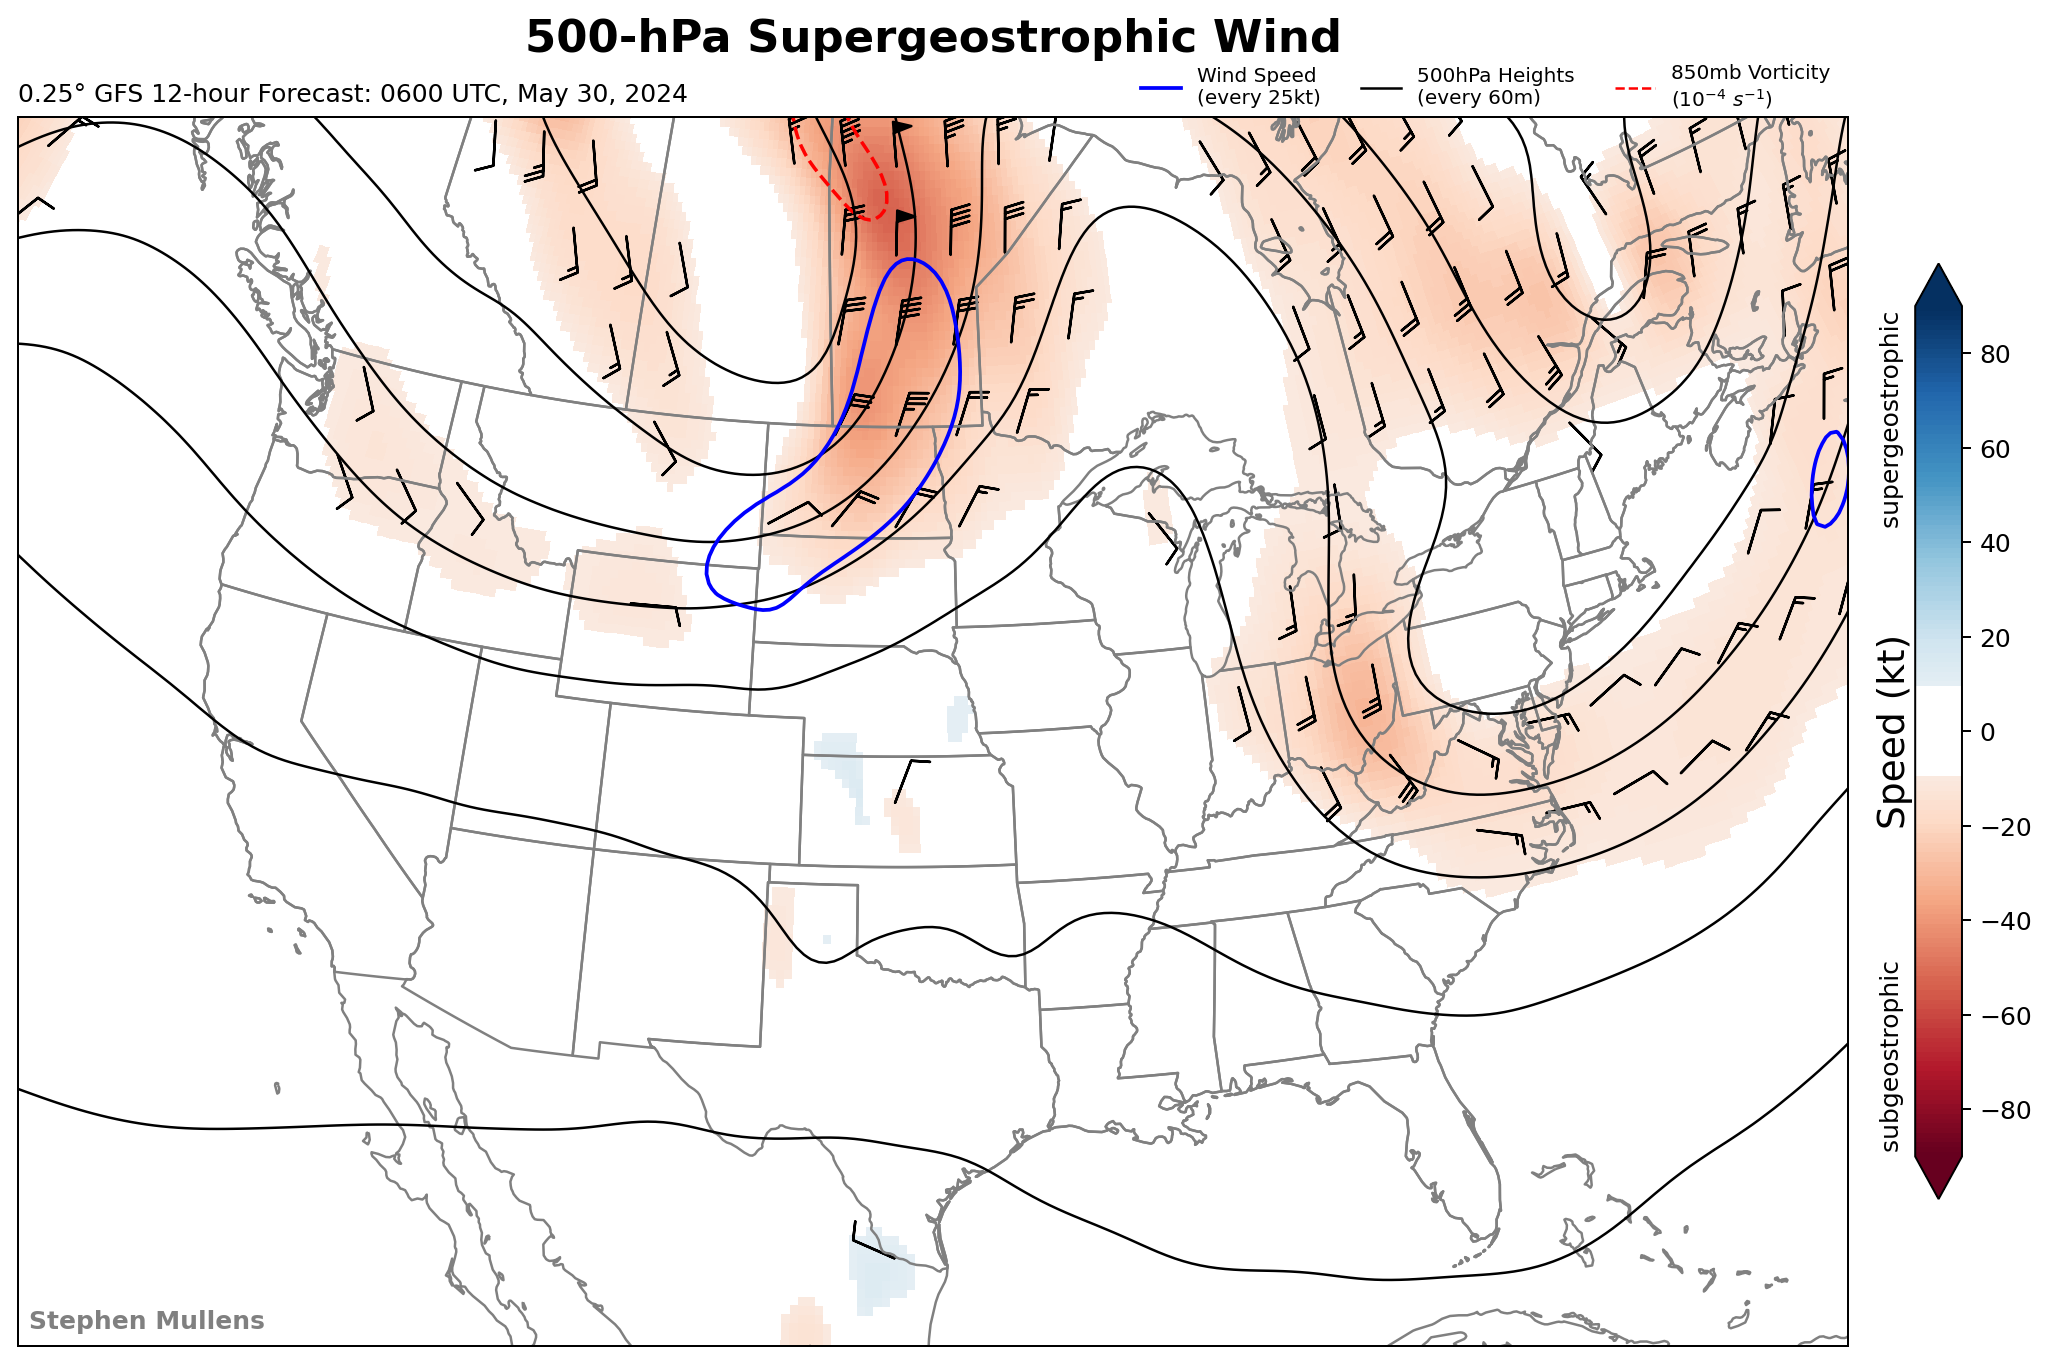 500-hPa Supergeostrophic Wind
0.25° GFS 12-hour Forecast: 0600 UTC, May 30, 2024
Wind Speed
(every 25kt)
500hPa Heights
(every 60m)
850mb Vorticity
(10⁻⁴ s⁻¹)
supergeostrophic
Speed (kt)
subgeostrophic
80
60
40
20
0
−20
−40
−60
−80
Stephen Mullens